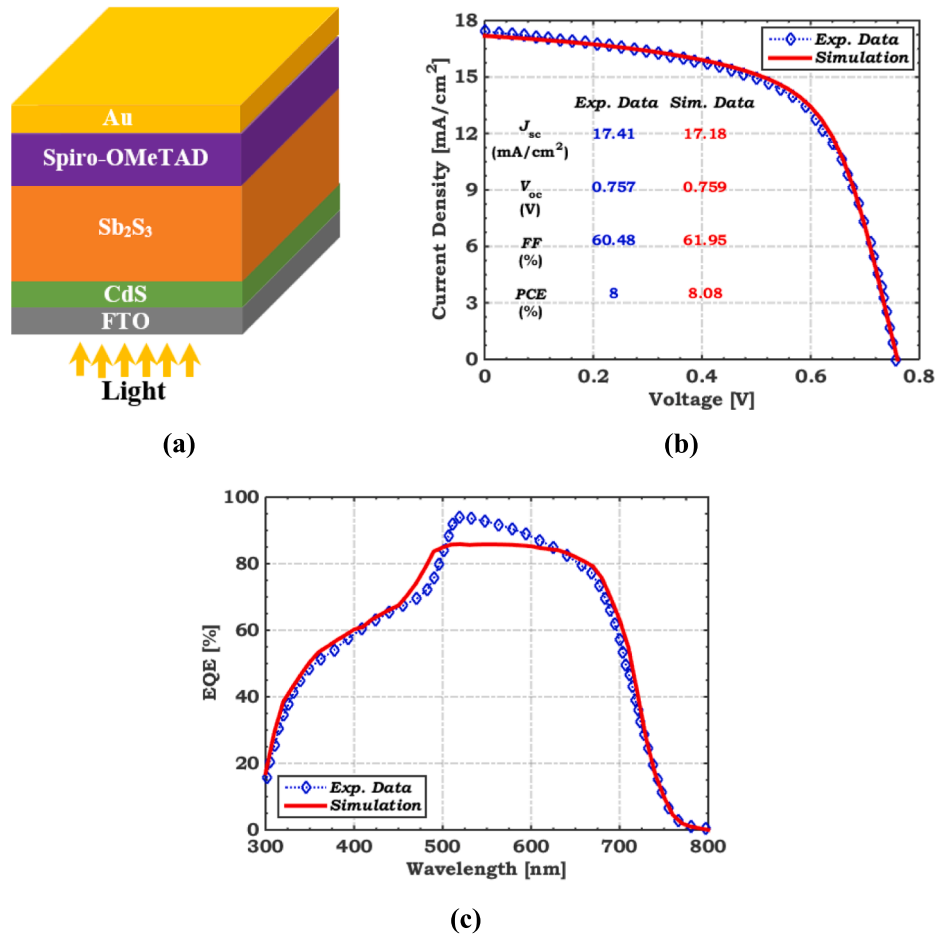 Au
Spiro-OMeTAD
Sb₂S₃
CdS
FTO
Light
(a)
18
15
12
9
6
3
0
Current Density [mA/cm²]
Exp. Data
Simulation
Exp. Data Sim. Data
Jsc (mA/cm²) 17.41 17.18
Voc (V) 0.757 0.759
FF (%) 60.48 61.95
PCE (%) 8 8.08
0 0.2 0.4 0.6 0.8
Voltage [V]
(b)
100
80
60
40
20
0
EQE [%]
Exp. Data
Simulation
300 400 500 600 700 800
Wavelength [nm]
(c)